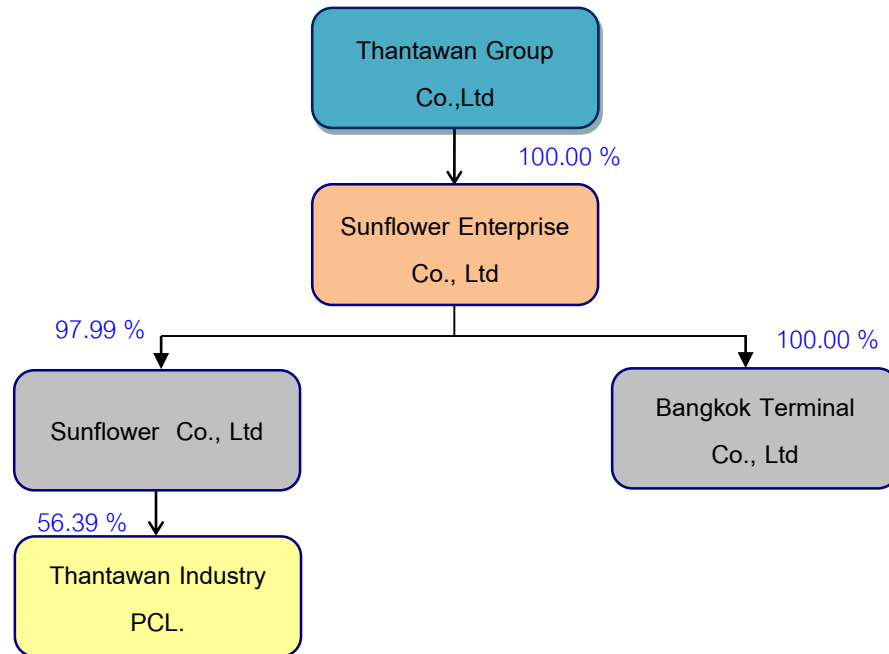 Thantawan Group
Co.,Ltd
100.00 %
Sunflower Enterprise
Co., Ltd
97.99 %
100.00 %
Sunflower Co., Ltd
Bangkok Terminal
Co., Ltd
56.39 %
Thantawan Industry
PCL.